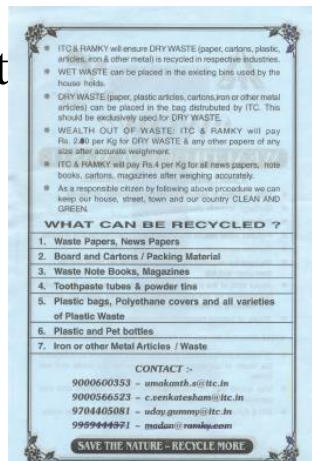 t
ITC & RAMKY will ensure DRY WASTE (paper, cartons, plastic,
articles, iron & other metal) is recycled in respective industries.
WET WASTE can be placed in the existing bins used by the
house holds.
DRY WASTE (paper, plastic articles, cartons,iron or other metal
articles) can be placed in the bag distrubuted by ITC. This
should be exclusively used for DRY WASTE.
WEALTH OUT OF WASTE: ITC & RAMKY will pay
Rs. per Kg for DRY WASTE & any other papers of any
size after accurate weighment.
ITC & RAMKY will pay Rs.4 per Kg for all news papers, note
books, cartons, magazines after weighing accurately.
As a responsible citizen by following above procedure we can
keep our house, street, town and our country CLEAN AND
GREEN.
WHAT CAN BE RECYCLED ?
1. Waste Papers, News Papers
2. Board and Cartons / Packing Material
3. Waste Note Books, Magazines
4. Toothpaste tubes & powder tins
5. Plastic bags, Polyethane covers and all varieties
of Plastic Waste
6. Plastic and Pet bottles
7. Iron or other Metal Articles / Waste
CONTACT :-
9000600353 - umakanth.s@itc.in
9000566523 - c.venkatesham@itc.in
9704405081 - uday.gummy@itc.in
9959444371 - madan@ramky.com
SAVE THE NATURE - RECYCLE MORE